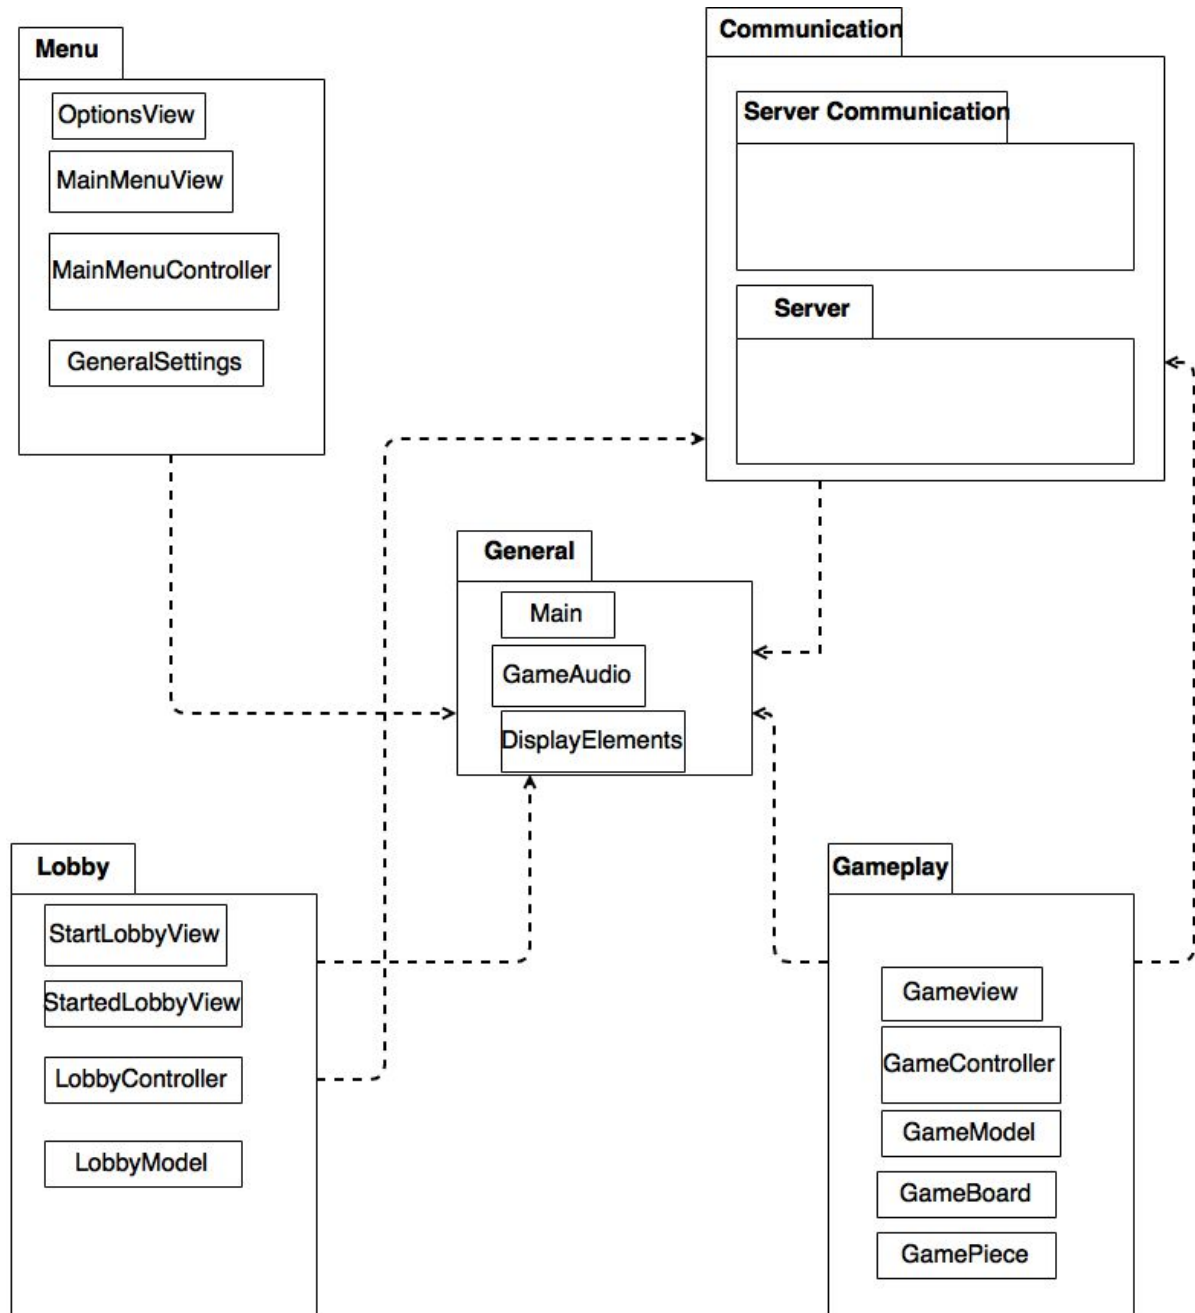 Menu
OptionsView
MainMenuView
MainMenuController
GeneralSettings
Communication
Server Communication
Server
General
Main
GameAudio
DisplayElements
Lobby
StartLobbyView
StartedLobbyView
LobbyController
LobbyModel
Gameplay
Gameview
GameController
GameModel
GameBoard
GamePiece